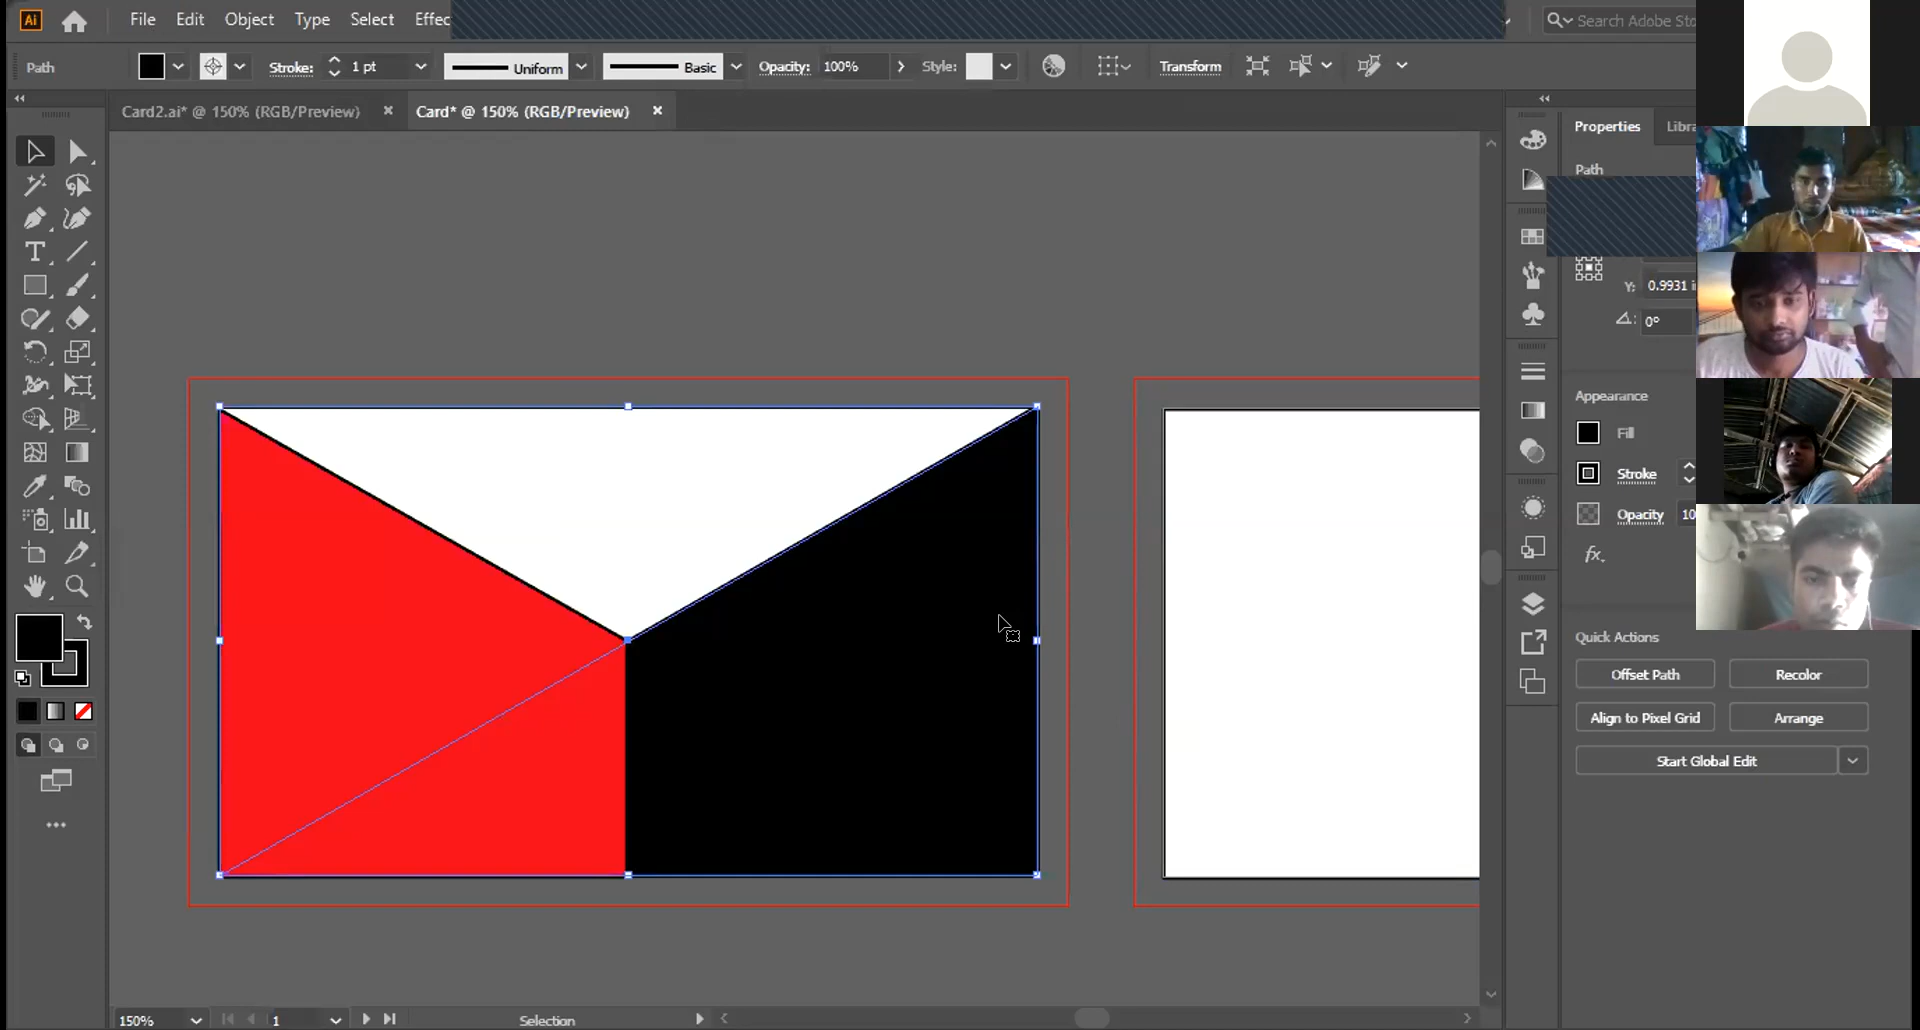 Ai File Edit Object Type Select Effec
Search Adobe Sto
Path Stroke: 1 pt Uniform Basic Opacity: 100% Style: Transform
Card2.ai* @ 150% (RGB/Preview) × Card* @ 150% (RGB/Preview) ×
Properties Libra
Path
Y: 0.9931 i
0°
Appearance
Fill
Stroke
Opacity 10
fx.
Quick Actions
Offset Path Recolor
Align to Pixel Grid Arrange
Start Global Edit
150% 1 Selection